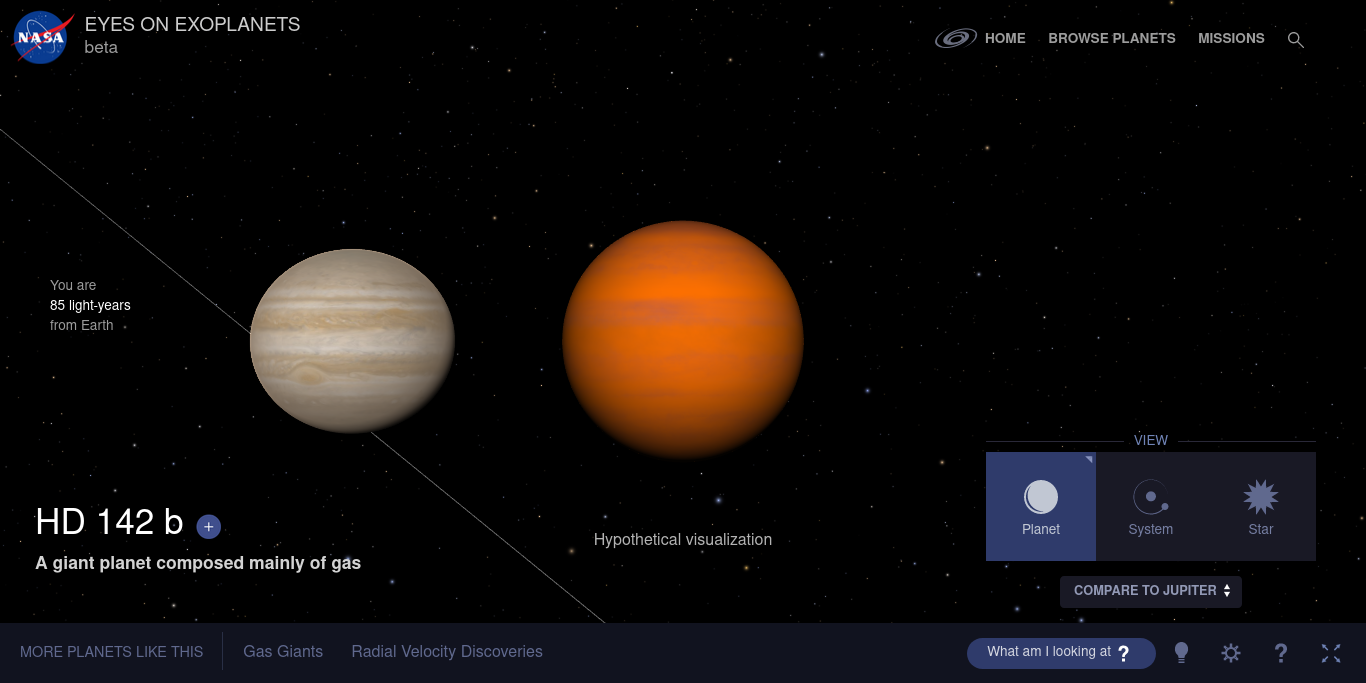 NASA
EYES ON EXOPLANETS
beta
HOME
BROWSE PLANETS
MISSIONS
You are
85 light-years
from Earth
HD 142 b +
A giant planet composed mainly of gas
Hypothetical visualization
VIEW
Planet
System
Star
COMPARE TO JUPITER
MORE PLANETS LIKE THIS
Gas Giants
Radial Velocity Discoveries
What am I looking at ?
?